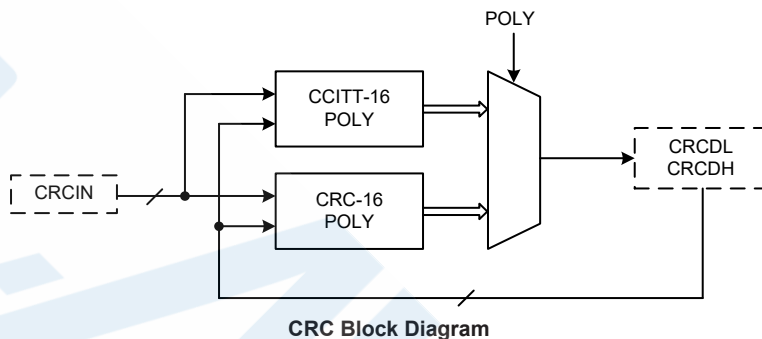 POLY
CCITT-16
POLY
CRCDL
CRCDH
CRCIN
CRC-16
POLY
CRC Block Diagram